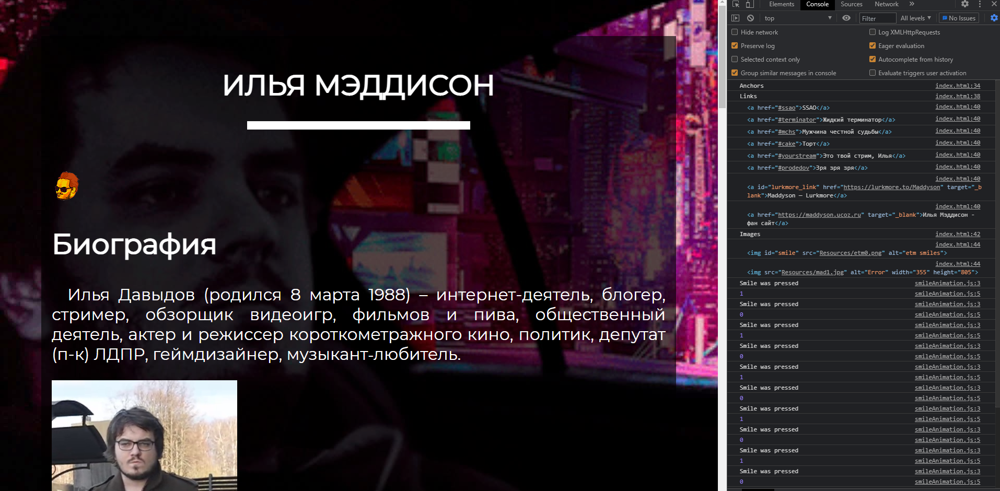 ИЛЬЯ МЭДДИСОН
Биография
Илья Давыдов (родился 8 марта 1988) – интернет-деятель, блогер,
стример, обзорщик видеоигр, фильмов и пива, общественный
деятель, актер и режиссер короткометражного кино, политик, депутат
(п-к) ЛДПР, геймдизайнер, музыкант-любитель.
Elements Console Sources Network
top Filter All levels No Issues
Hide network Log XMLHttpRequests
Preserve log Eager evaluation
Selected context only Autocomplete from history
Group similar messages in console Evaluate triggers user activation
Anchors index.html:34
Links index.html:38
<a href="#ssao">SSAO</a> index.html:40
<a href="#terminator">Жидкий терминатор</a> index.html:40
<a href="#mchs">Мужчина честной судьбы</a> index.html:40
<a href="#cake">Торт</a> index.html:40
<a href="#yourstream">Это твой стрим, Илья</a> index.html:40
<a href="#prodedov">Зря зря зря</a> index.html:40
index.html:40
<a id="lurkmore_link" href="https://lurkmore.to/Maddyson" target="_b
lank">Maddyson — Lurkmore</a>
index.html:40
<a href="https://maddyson.ucoz.ru" target="_blank">Илья Мэддисон -
фан сайт</a>
Images index.html:42
index.html:44
<img id="smile" src="Resources/etm0.png" alt="etm smiles">
index.html:44
<img src="Resources/mad1.jpg" alt="Error" width="355" height="805">
Smile was pressed smileAnimation.js:3
1 smileAnimation.js:5
Smile was pressed smileAnimation.js:3
0 smileAnimation.js:5
Smile was pressed smileAnimation.js:3
1 smileAnimation.js:5
Smile was pressed smileAnimation.js:3
0 smileAnimation.js:5
Smile was pressed smileAnimation.js:3
1 smileAnimation.js:5
Smile was pressed smileAnimation.js:3
0 smileAnimation.js:5
Smile was pressed smileAnimation.js:3
1 smileAnimation.js:5
Smile was pressed smileAnimation.js:3
0 smileAnimation.js:5
Smile was pressed smileAnimation.js:3
1 smileAnimation.js:5
Smile was pressed smileAnimation.js:3
0 smileAnimation.js:5